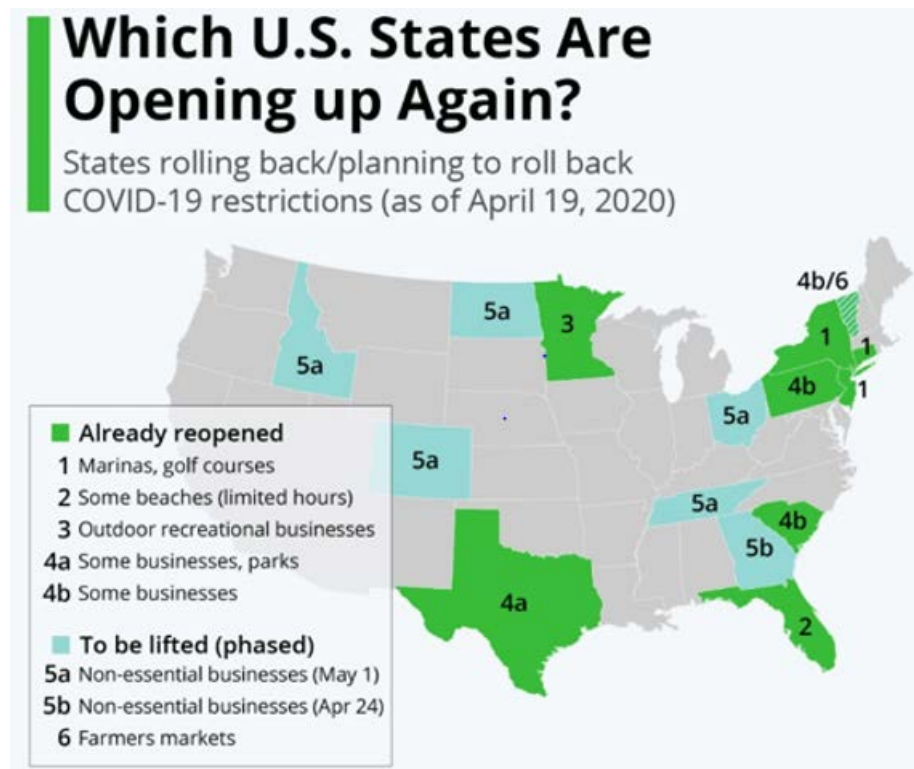 Which U.S. States Are
Opening up Again?
States rolling back/planning to roll back
COVID-19 restrictions (as of April 19, 2020)
4b/6
5a
3
1
1
5a
4b
1
5a
5a
5a
4b
5b
4a
2
Already reopened
1 Marinas, golf courses
2 Some beaches (limited hours)
3 Outdoor recreational businesses
4a Some businesses, parks
4b Some businesses
To be lifted (phased)
5a Non-essential businesses (May 1)
5b Non-essential businesses (Apr 24)
6 Farmers markets